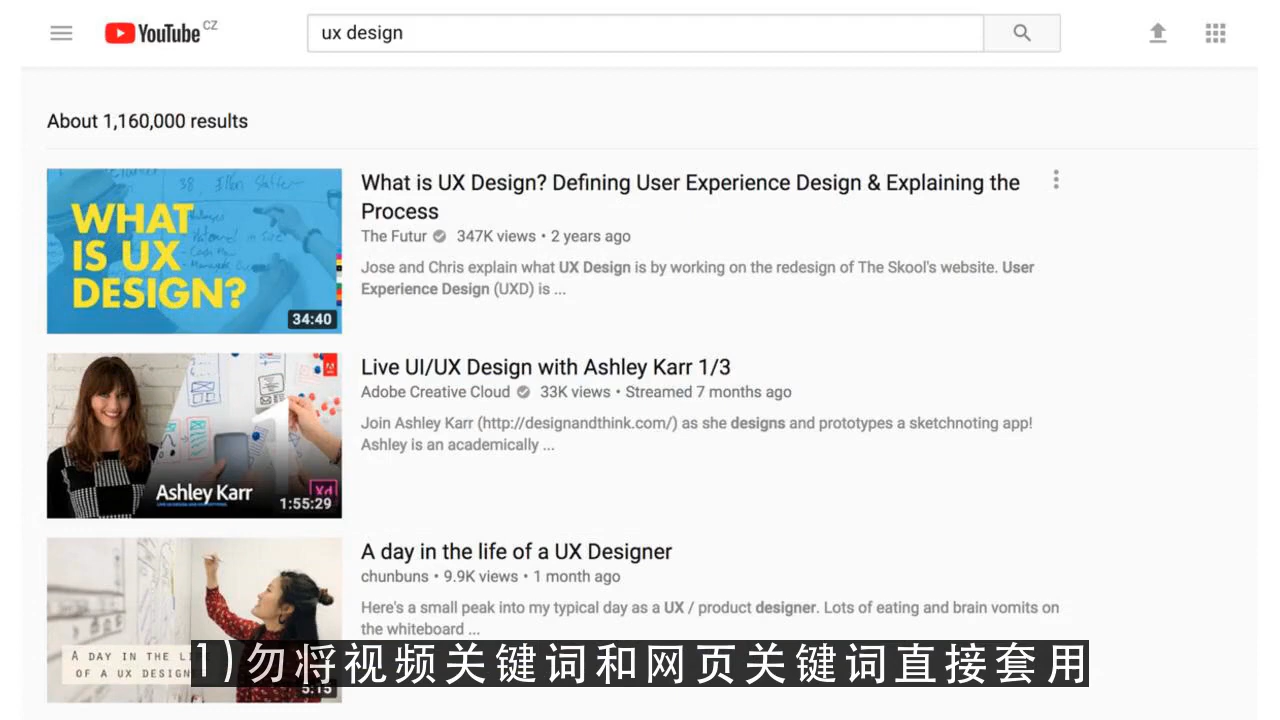 YouTube CZ
ux design
About 1,160,000 results
WHAT
IS UX
DESIGN?
34:40
What is UX Design? Defining User Experience Design & Explaining the
Process
The Futur 347K views • 2 years ago
Jose and Chris explain what UX Design is by working on the redesign of The Skool's website. User
Experience Design (UXD) is ...
Ashley Karr
Xd
1:55:29
Live UI/UX Design with Ashley Karr 1/3
Adobe Creative Cloud 33K views • Streamed 7 months ago
Join Ashley Karr (http://designandthink.com/) as she designs and prototypes a sketchnoting app!
Ashley is an academically ...
A DAY IN THE
OF A UX DESIGN
5:15
A day in the life of a UX Designer
chunbuns • 9.9K views • 1 month ago
Here's a small peak into my typical day as a UX / product designer. Lots of eating and brain vomits on
the whiteboard ...
1)勿将视频关键词和网页关键词直接套用